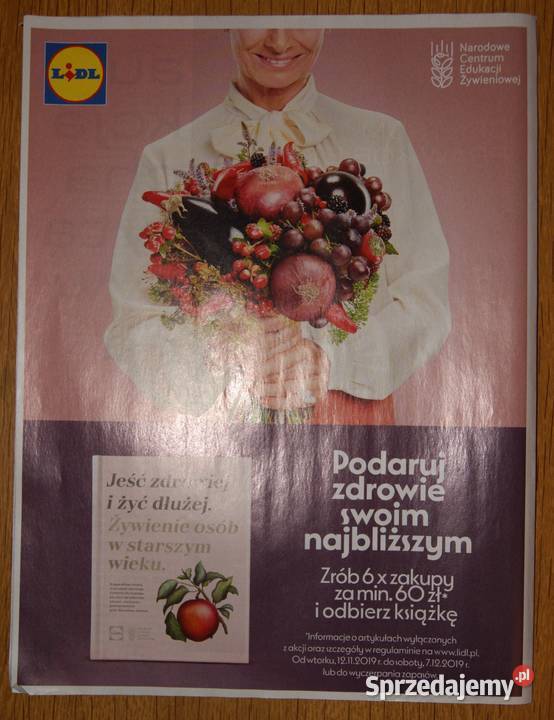 LIDL
Narodowe
Centrum
Edukacji
Żywieniowej
Jeść zdrowiej
i żyć dłużej.
Żywienie osób
w starszym
wieku.
Podaruj
zdrowie
swoim
najbliższym
Zrób 6 x zakupy
za min. 60 zł*
i odbierz książkę
*Informacje o artykułach wyłączonych
z akcji oraz szczegóły w regulaminie na www.lidl.pl.
Od wtorku, 12.11.2019 r. do soboty, 7.12.2019 r.
lub do wyczerpania zapasów.
Sprzedajemy.pl